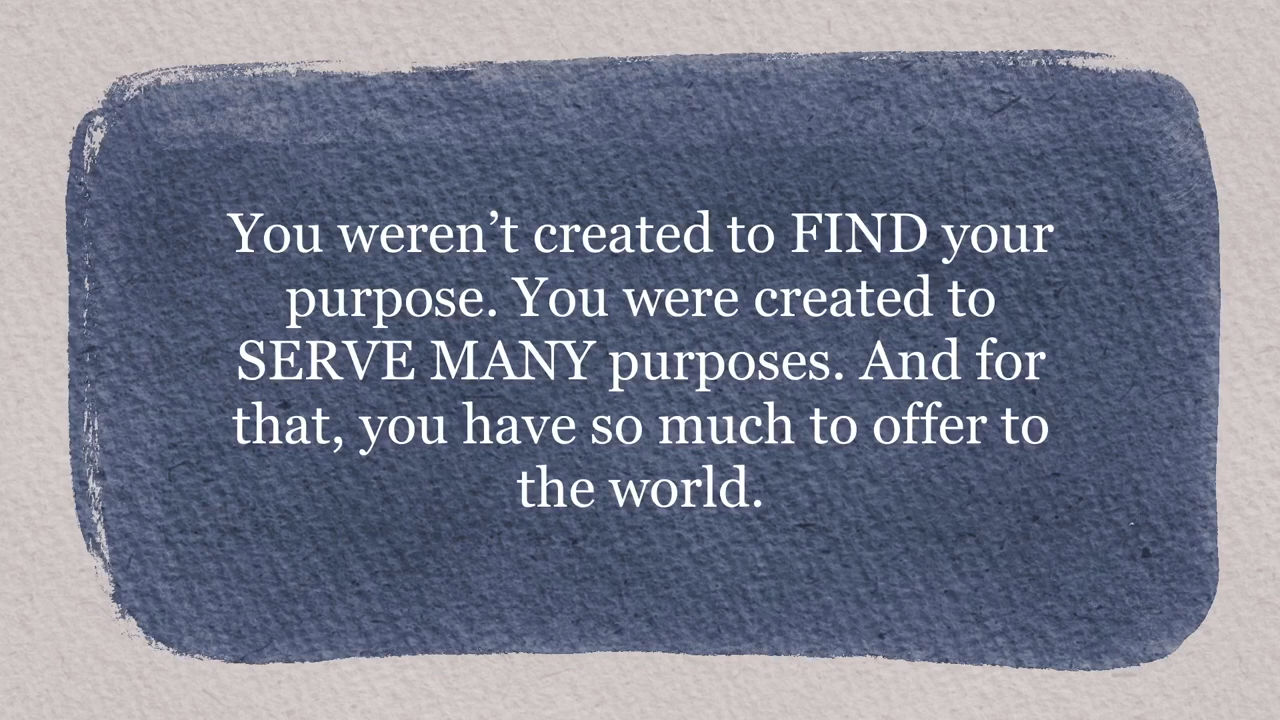 You weren’t created to FIND your
purpose. You were created to
SERVE MANY purposes. And for
that, you have so much to offer to
the world.